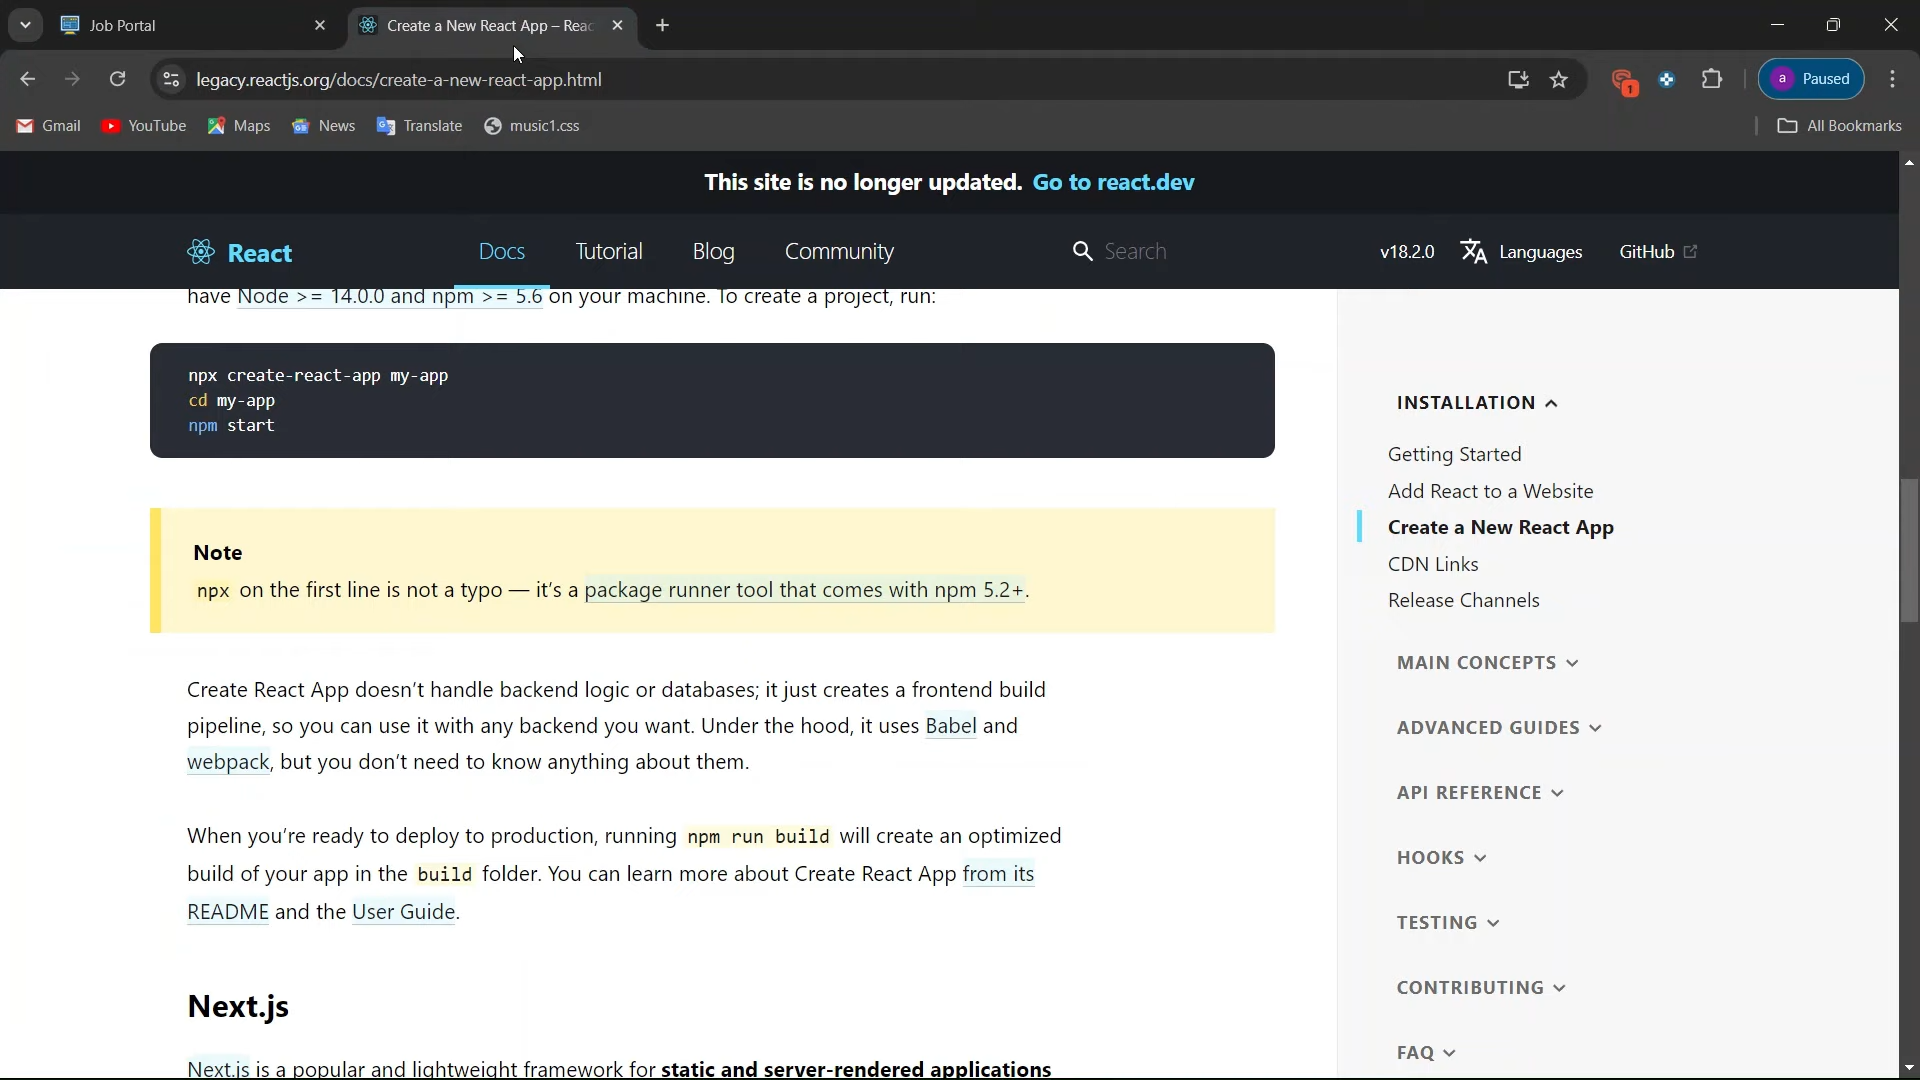 Job Portal
Create a New React App – Reac
legacy.reactjs.org/docs/create-a-new-react-app.html
1
a Paused
Gmail YouTube Maps News Translate music1.css
All Bookmarks
This site is no longer updated. Go to react.dev
React Docs Tutorial Blog Community Search v18.2.0 Languages GitHub
have Node >= 14.0.0 and npm >= 5.6 on your machine. To create a project, run:
npx create-react-app my-app
cd my-app
npm start
Note
npx on the first line is not a typo — it’s a package runner tool that comes with npm 5.2+.
Create React App doesn’t handle backend logic or databases; it just creates a frontend build
pipeline, so you can use it with any backend you want. Under the hood, it uses Babel and
webpack, but you don’t need to know anything about them.
When you’re ready to deploy to production, running npm run build will create an optimized
build of your app in the build folder. You can learn more about Create React App from its
README and the User Guide.
Next.js
Next.js is a popular and lightweight framework for static and server-rendered applications
INSTALLATION
Getting Started
Add React to a Website
Create a New React App
CDN Links
Release Channels
MAIN CONCEPTS
ADVANCED GUIDES
API REFERENCE
HOOKS
TESTING
CONTRIBUTING
FAQ